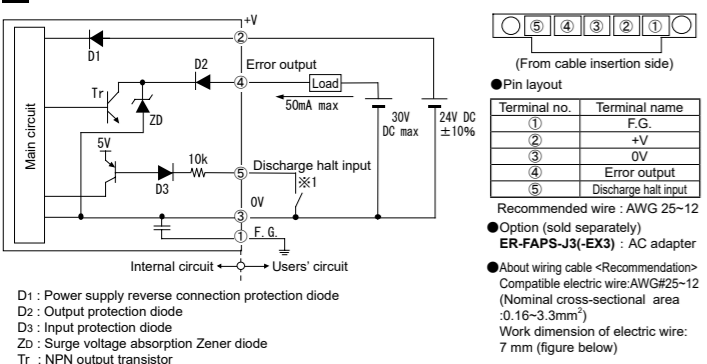 +V
②
D1
D2
Error output
④
Load
50mA max
Tr
ZD
30V
DC max
24V DC
±10%
Main circuit
5V
10k
D3
⑤
Discharge halt input
※1
0V
③
① F.G.
Internal circuit
Users' circuit
D1 : Power supply reverse connection protection diode
D2 : Output protection diode
D3 : Input protection diode
ZD : Surge voltage absorption Zener diode
Tr : NPN output transistor
⑤ ④ ③ ② ①
(From cable insertion side)
●Pin layout
Terminal no. Terminal name
① F.G.
② +V
③ 0V
④ Error output
⑤ Discharge halt input
Recommended wire : AWG 25~12
●Option (sold separately)
ER-FAPS-J3(-EX3) : AC adapter
●About wiring cable <Recommendation>
Compatible electric wire:AWG#25~12
(Nominal cross-sectional area
:0.16~3.3mm²)
Work dimension of electric wire:
7 mm (figure below)